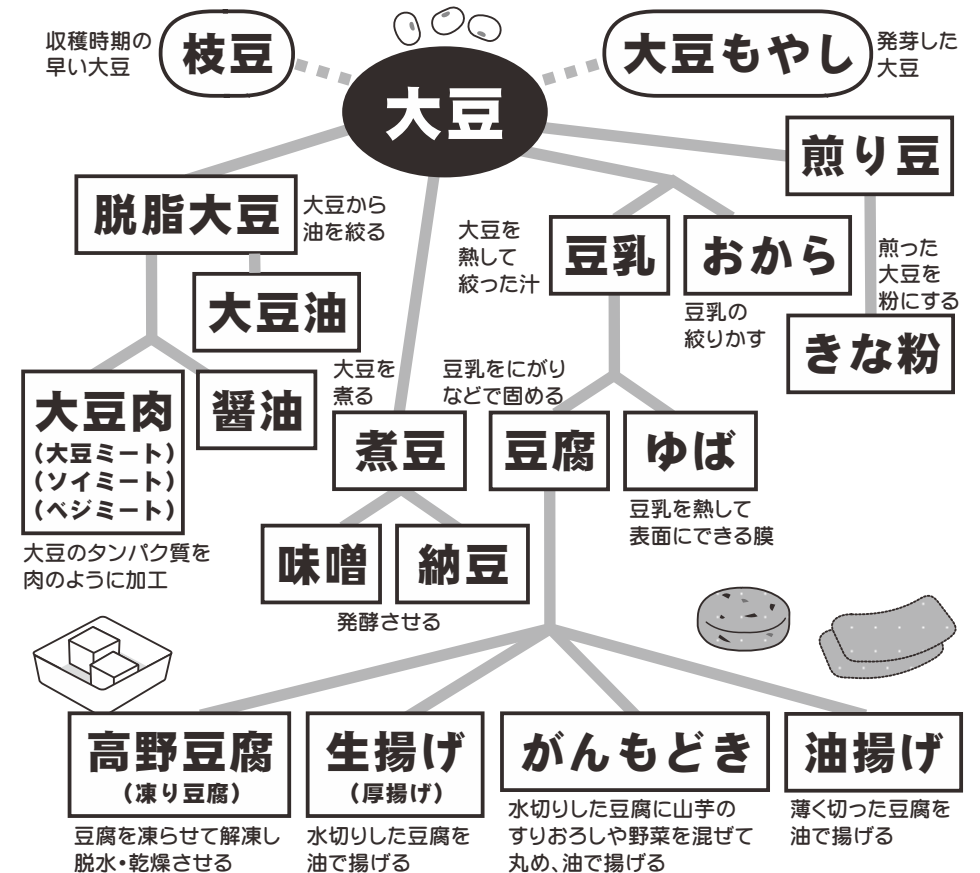 収穫時期の
早い大豆
枝豆
大豆
大豆もやし
発芽した
大豆
煎り豆
脱脂大豆
大豆から
油を絞る
大豆を
熱して
絞った汁
豆乳
おから
豆乳の
絞りかす
煎った
大豆を
粉にする
大豆油
きな粉
大豆肉
(大豆ミート)
(ソイミート)
(ベジミート)
大豆のタンパク質を
肉のように加工
醤油
大豆を
煮る
煮豆
豆乳をにがり
などで固める
豆腐
ゆば
豆乳を熱して
表面にできる膜
味噌
納豆
発酵させる
高野豆腐
(凍り豆腐)
豆腐を凍らせて解凍し
脱水・乾燥させる
生揚げ
(厚揚げ)
水切りした豆腐を
油で揚げる
がんもどき
水切りした豆腐に山芋の
すりおろしや野菜を混ぜて
丸め、油で揚げる
油揚げ
薄く切った豆腐を
油で揚げる